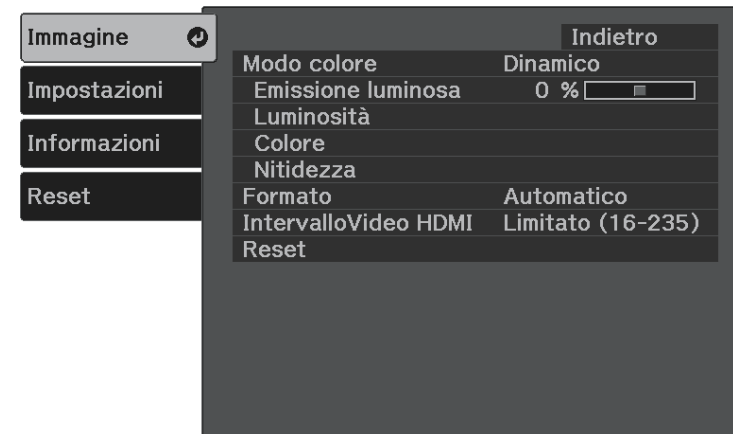 Immagine
Impostazioni
Informazioni
Reset
Indietro
Modo colore Dinamico
Emissione luminosa 0 %
Luminosità
Colore
Nitidezza
Formato Automatico
IntervalloVideo HDMI Limitato (16-235)
Reset